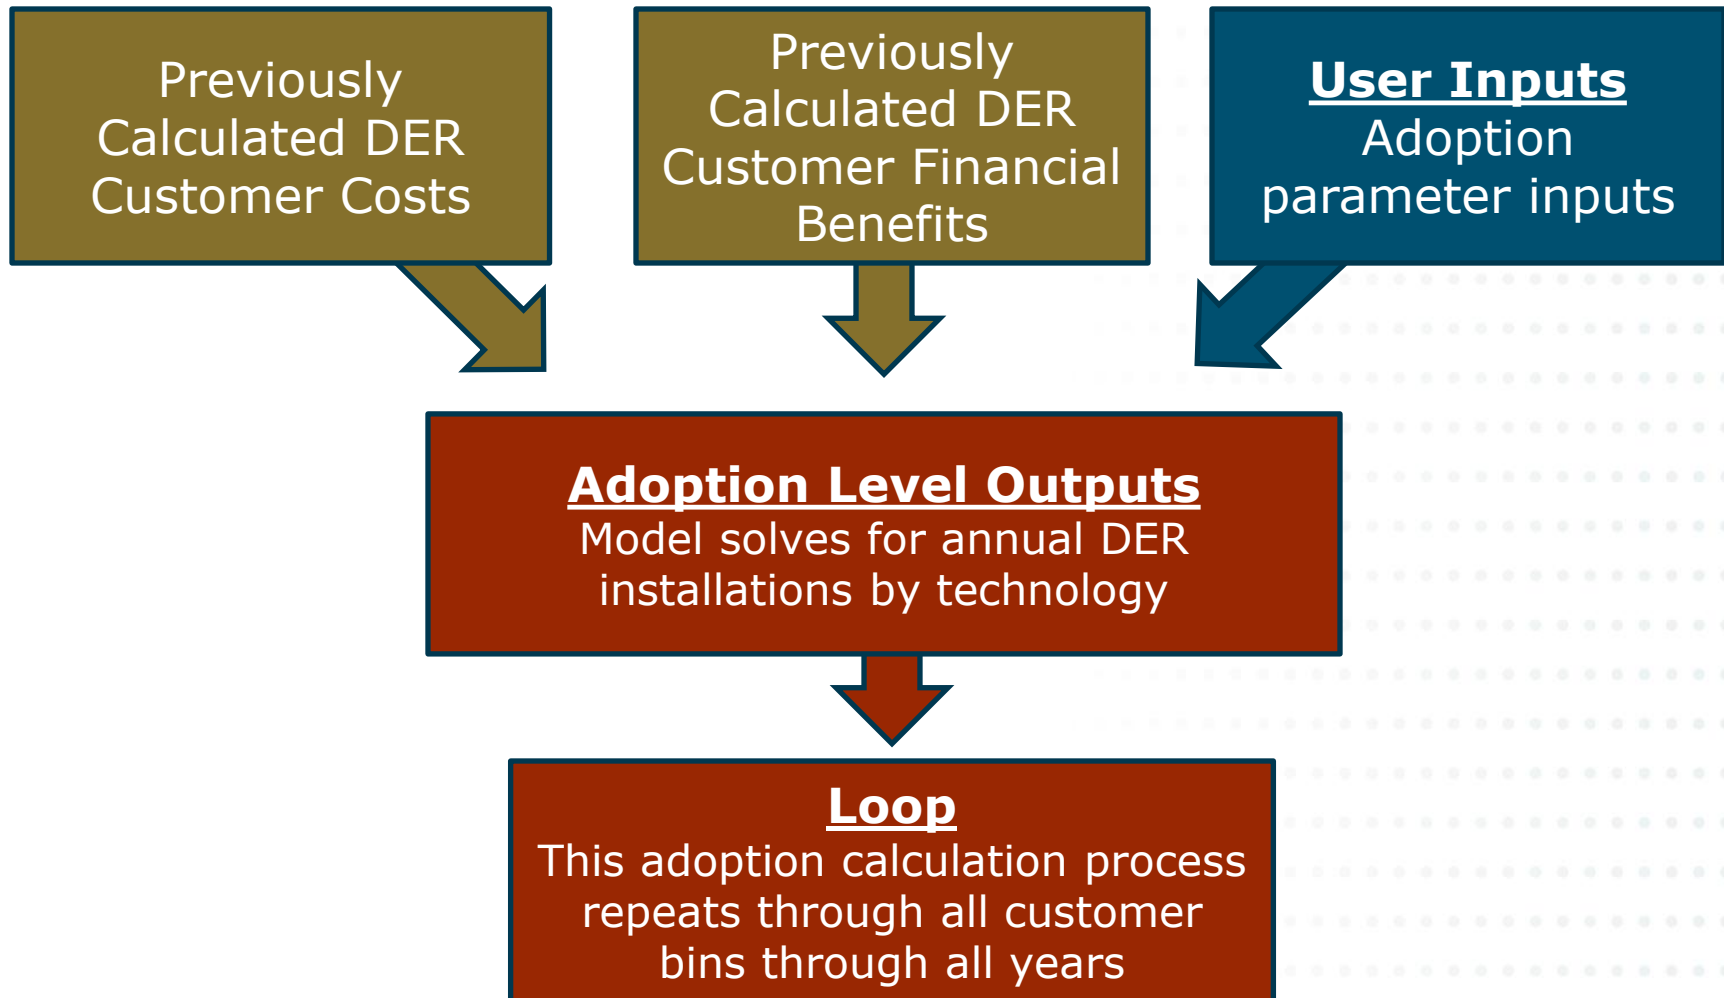 Previously
Calculated DER
Customer Costs
Previously
Calculated DER
Customer Financial
Benefits
User Inputs
Adoption
parameter inputs
Adoption Level Outputs
Model solves for annual DER
installations by technology
Loop
This adoption calculation process
repeats through all customer
bins through all years